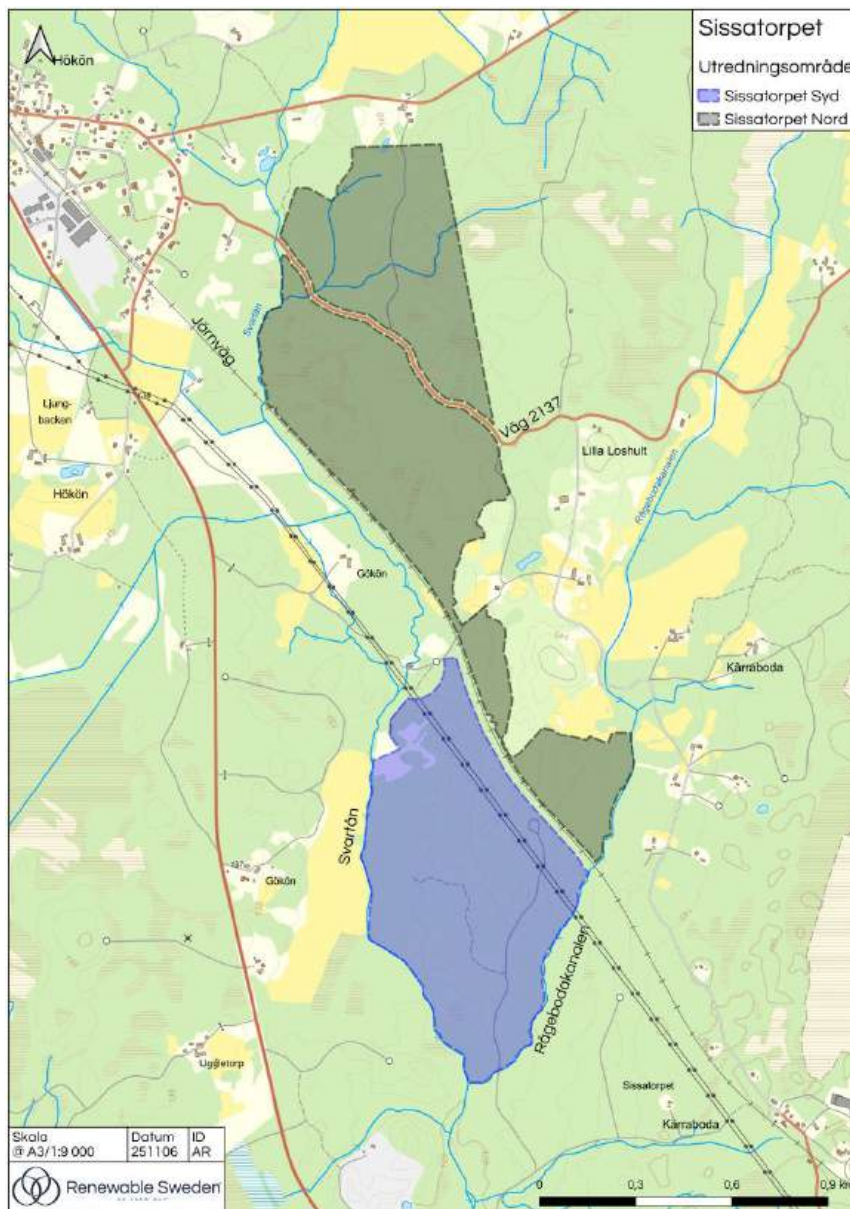 Sissatorpet
Utredningsområde
Sissatorpet Syd
Sissatorpet Nord
Hökön
Svartån
Järnväg
Ljung-
backen
Hökön
Väg 2137
Lilla Loshult
Rågebodakanalen
Gökön
Kärraboda
Svartån
Gökön
Rågebodakanalen
Uggletorp
Sissatorpet
Kärraboda
Skala
@ A3/1:9 000
Datum
251106
ID
AR
Renewable Sweden
0 0,3 0,6 0,9 km